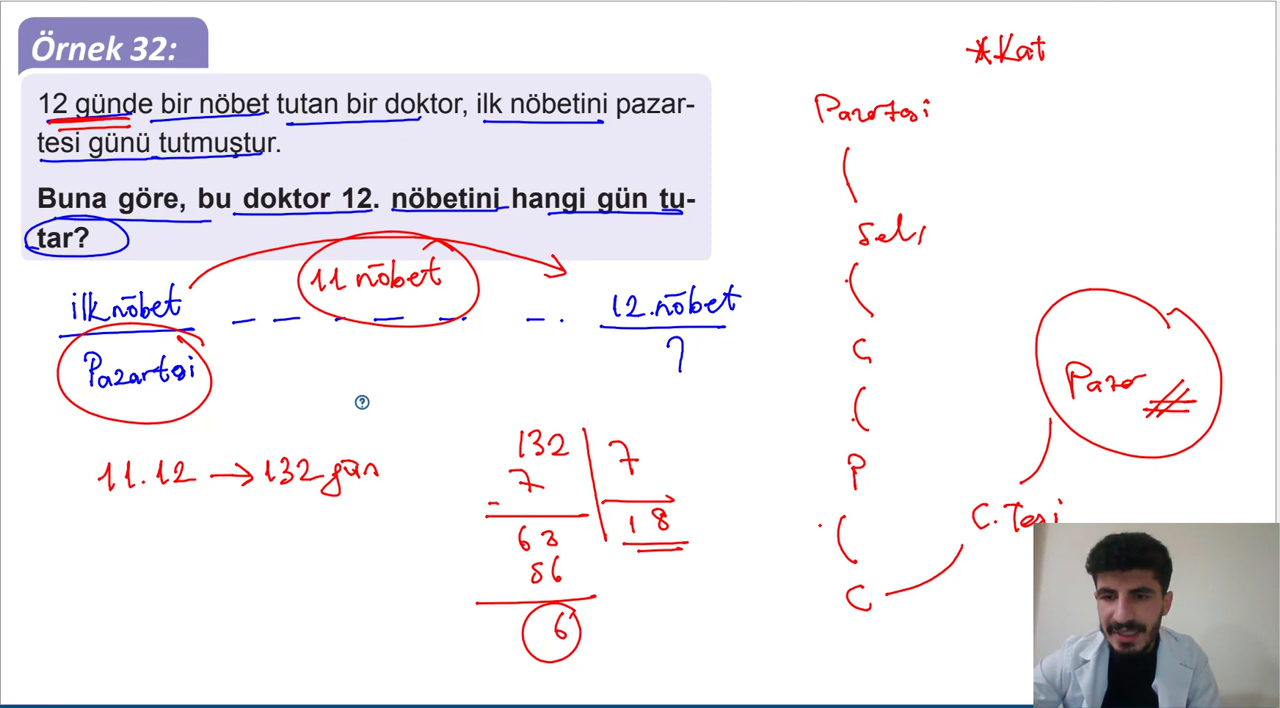 Örnek 32:
12 günde bir nöbet tutan bir doktor, ilk nöbetini pazar-
tesi günü tutmuştur.
Buna göre, bu doktor 12. nöbetini hangi gün tu-
tar?
11 nöbet
ilk nöbet
12. nöbet
Pazartesi
?
11.12 → 132 gün
132 7
- 7
18
62
56
6
*Kat
Pazartesi
Salı
Ç
P
C
C. Tesi
Pazar